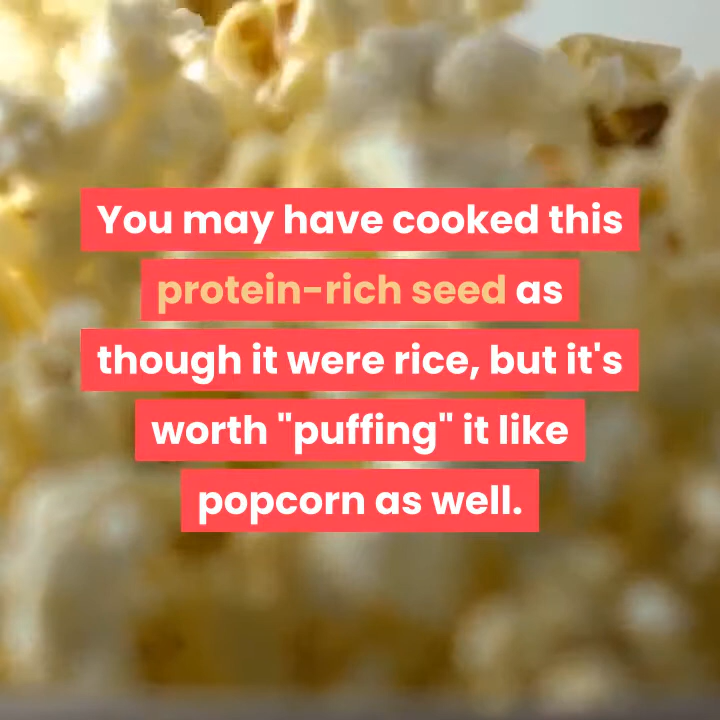 You may have cooked this
protein-rich seed as
though it were rice, but it's
worth "puffing" it like
popcorn as well.